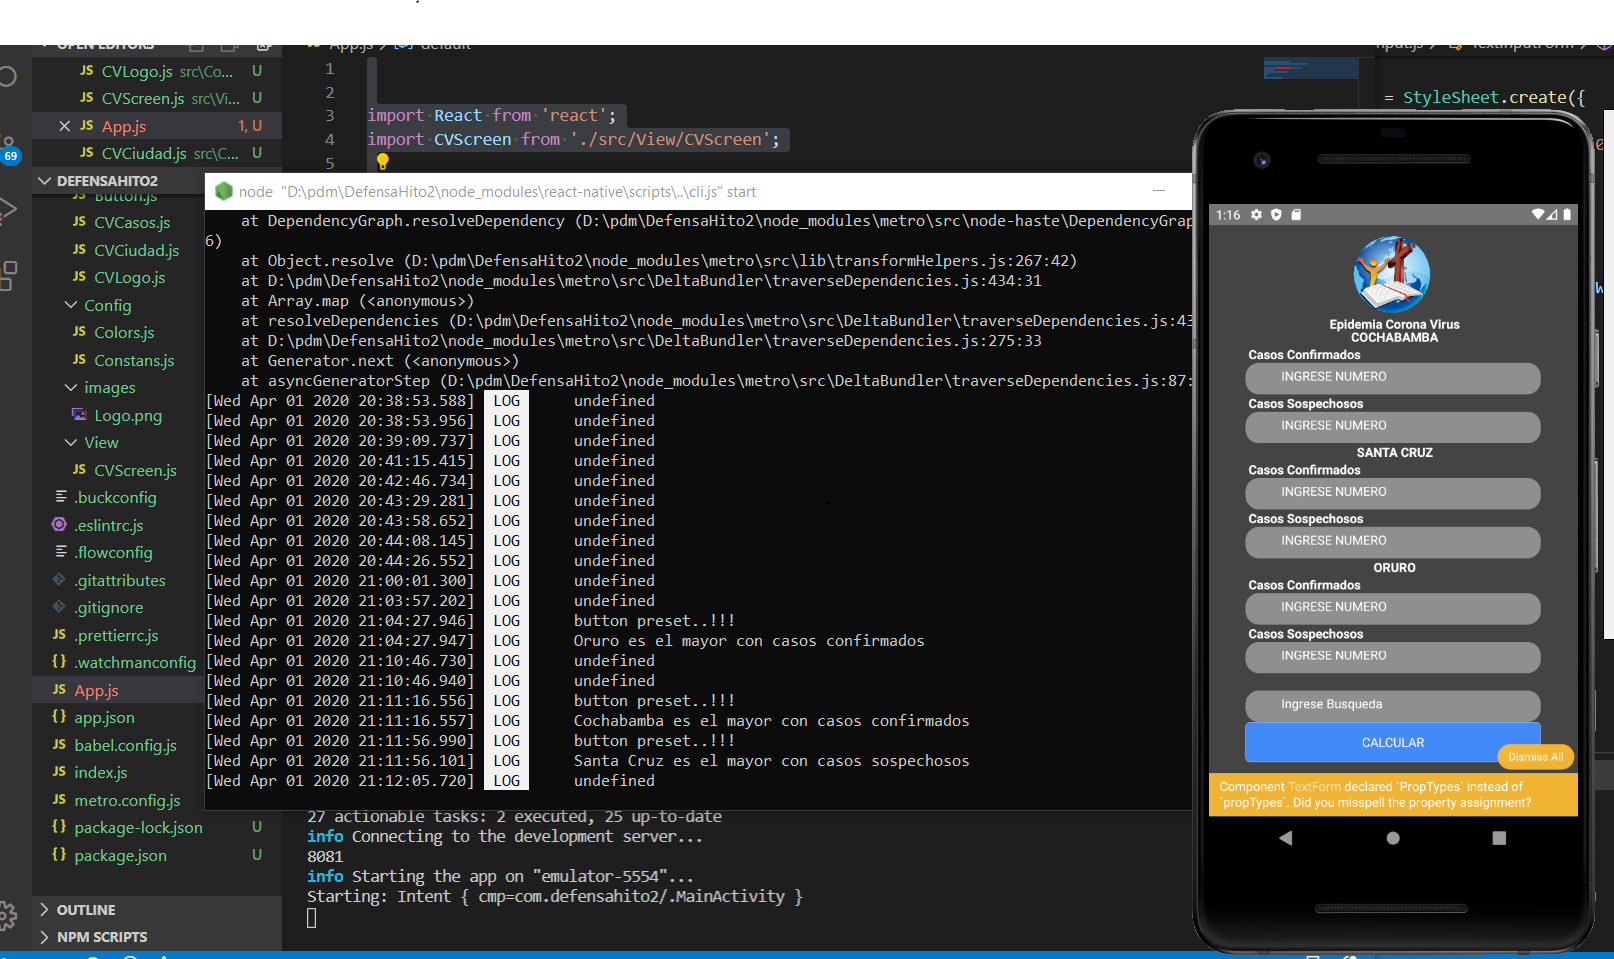 OPEN EDITORS
JS CVLogo.js src\Co... U
JS CVScreen.js src\Vi... U
JS App.js 1, U
JS CVCiudad.js src\C... U
69
DEFENSAHITO2
JS Button.js
JS CVCasos.js
JS CVCiudad.js
JS CVLogo.js
Config
JS Colors.js
JS Constans.js
images
Logo.png
View
JS CVScreen.js
.buckconfig
.eslintrc.js
.flowconfig
.gitattributes
.gitignore
JS .prettierrc.js
{} .watchmanconfig
JS App.js
{} app.json
JS babel.config.js
JS index.js
JS metro.config.js
{} package-lock.json U
{} package.json U
OUTLINE
NPM SCRIPTS
JS App.js > default
1
2
3 import React from 'react';
4 import CVScreen from './src/View/CVScreen';
5
nput.js > TextInputForm >
= StyleSheet.create({
node "D:\pdm\DefensaHito2\node_modules\react-native\scripts\..\cli.js" start
at DependencyGraph.resolveDependency (D:\pdm\DefensaHito2\node_modules\metro\src\node-haste\DependencyGrap
6)
at Object.resolve (D:\pdm\DefensaHito2\node_modules\metro\src\lib\transformHelpers.js:267:42)
at D:\pdm\DefensaHito2\node_modules\metro\src\DeltaBundler\traverseDependencies.js:434:31
at Array.map (<anonymous>)
at resolveDependencies (D:\pdm\DefensaHito2\node_modules\metro\src\DeltaBundler\traverseDependencies.js:43
at D:\pdm\DefensaHito2\node_modules\metro\src\DeltaBundler\traverseDependencies.js:275:33
at Generator.next (<anonymous>)
at asyncGeneratorStep (D:\pdm\DefensaHito2\node_modules\metro\src\DeltaBundler\traverseDependencies.js:87:
[Wed Apr 01 2020 20:38:53.588] LOG undefined
[Wed Apr 01 2020 20:38:53.956] LOG undefined
[Wed Apr 01 2020 20:39:09.737] LOG undefined
[Wed Apr 01 2020 20:41:15.415] LOG undefined
[Wed Apr 01 2020 20:42:46.734] LOG undefined
[Wed Apr 01 2020 20:43:29.281] LOG undefined
[Wed Apr 01 2020 20:43:58.652] LOG undefined
[Wed Apr 01 2020 20:44:08.145] LOG undefined
[Wed Apr 01 2020 20:44:26.552] LOG undefined
[Wed Apr 01 2020 21:00:01.300] LOG undefined
[Wed Apr 01 2020 21:03:57.202] LOG undefined
[Wed Apr 01 2020 21:04:27.946] LOG button preset..!!!
[Wed Apr 01 2020 21:04:27.947] LOG Oruro es el mayor con casos confirmados
[Wed Apr 01 2020 21:10:46.730] LOG undefined
[Wed Apr 01 2020 21:10:46.940] LOG undefined
[Wed Apr 01 2020 21:11:16.556] LOG button preset..!!!
[Wed Apr 01 2020 21:11:16.557] LOG Cochabamba es el mayor con casos confirmados
[Wed Apr 01 2020 21:11:56.990] LOG button preset..!!!
[Wed Apr 01 2020 21:11:56.101] LOG Santa Cruz es el mayor con casos sospechosos
[Wed Apr 01 2020 21:12:05.720] LOG undefined
27 actionable tasks: 2 executed, 25 up-to-date
info Connecting to the development server...
8081
info Starting the app on "emulator-5554"...
Starting: Intent { cmp=com.defensahito2/.MainActivity }
1:16
Epidemia Corona Virus
COCHABAMBA
Casos Confirmados
INGRESE NUMERO
Casos Sospechosos
INGRESE NUMERO
SANTA CRUZ
Casos Confirmados
INGRESE NUMERO
Casos Sospechosos
INGRESE NUMERO
ORURO
Casos Confirmados
INGRESE NUMERO
Casos Sospechosos
INGRESE NUMERO
Ingrese Busqueda
CALCULAR
Dismiss All
Component TextForm declared `PropTypes` instead of
`propTypes`. Did you misspell the property assignment?